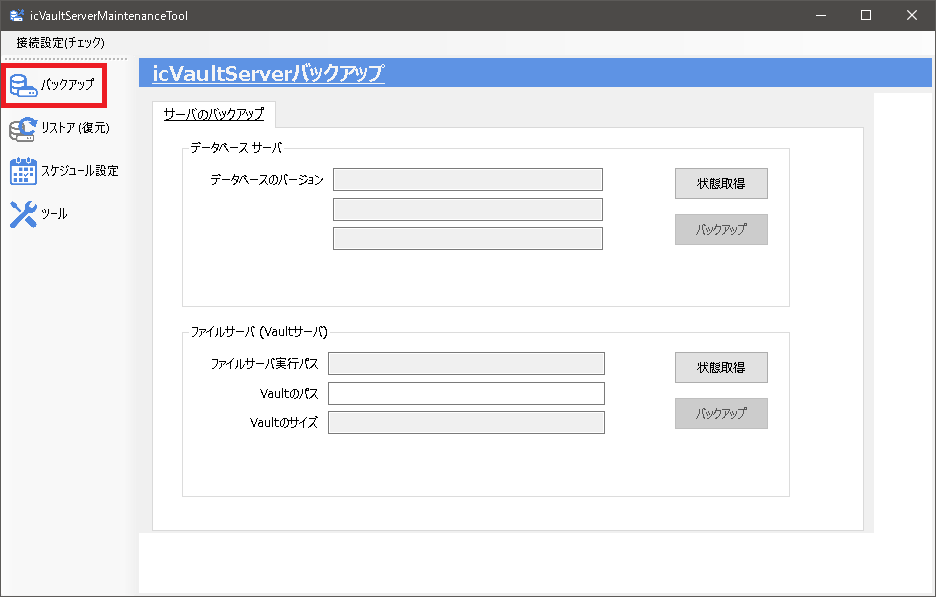 icVaultServerMaintenanceTool
接続設定(チェック)
バックアップ
リストア (復元)
スケジュール設定
ツール
icVaultServerバックアップ
サーバのバックアップ
データベース サーバ
データベースのバージョン
状態取得
バックアップ
ファイルサーバ (Vaultサーバ)
ファイルサーバ実行パス
状態取得
Vaultのパス
バックアップ
Vaultのサイズ